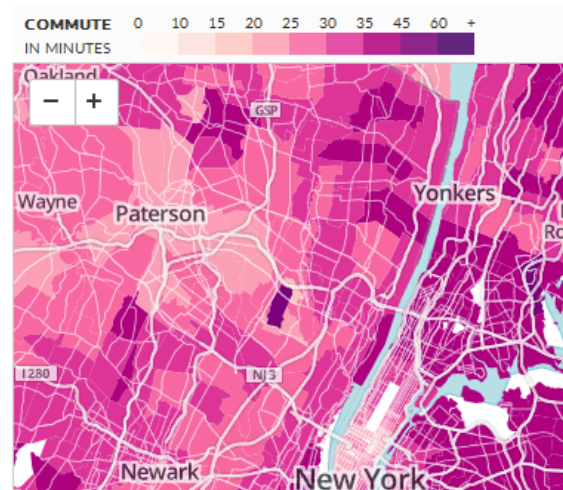 COMMUTE 0 10 15 20 25 30 35 45 60 +
IN MINUTES
Oakland
− +
GSP
Wayne
Paterson
Yonkers
Ro
I 280
NJ 3
Newark
New York